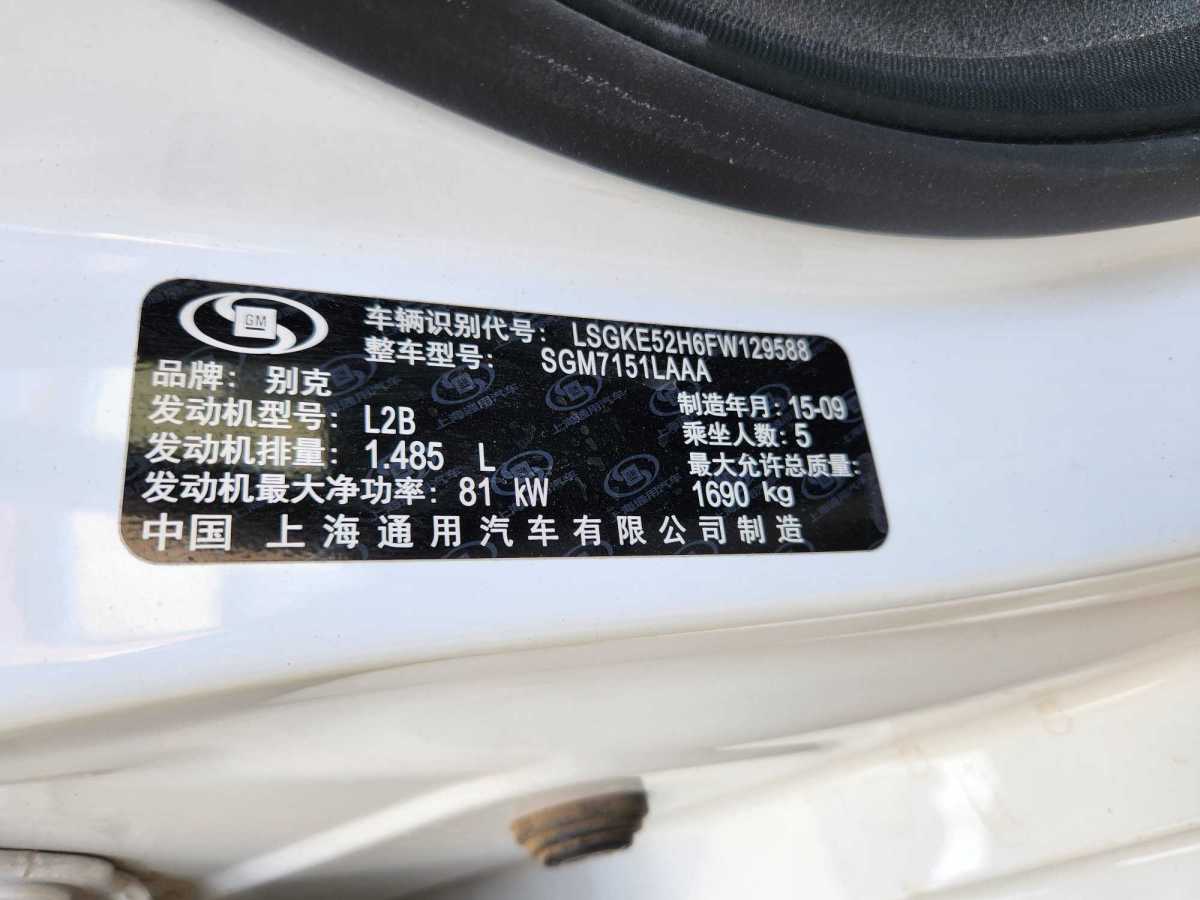 GM
车辆识别代号: LSGKE52H6FW129588
整车型号: SGM7151LAAA
品牌: 别克
制造年月: 15-09
发动机型号: L2B
乘坐人数: 5
发动机排量: 1.485 L
最大允许总质量:
1690 kg
发动机最大净功率: 81 kW
中国 上海通用汽车有限公司制造